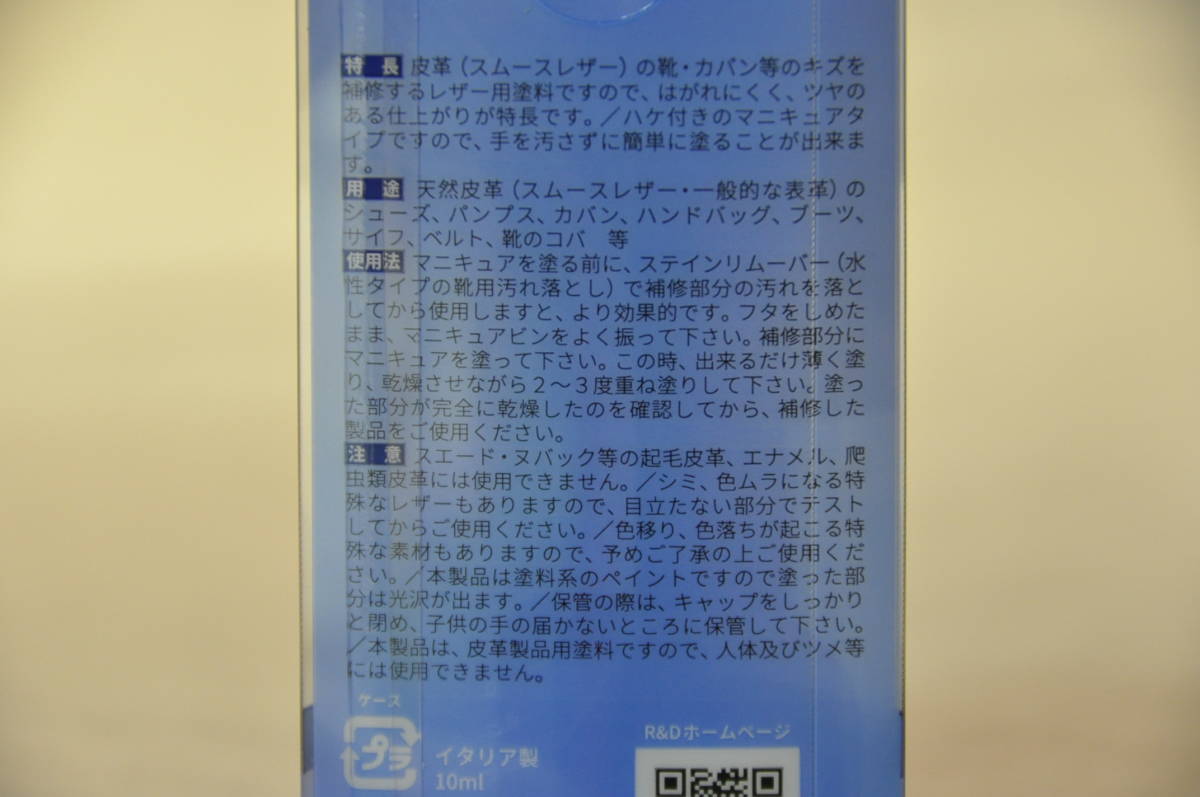 特長 皮革（スムースレザー）の靴・カバン等のキズを
補修するレザー用塗料ですので、はがれにくく、ツヤの
ある仕上がりが特長です。／ハケ付きのマニキュアタ
イプですので、手を汚さずに簡単に塗ることが出来ま
す。
用途 天然皮革（スムースレザー・一般的な表革）の
シューズ、パンプス、カバン、ハンドバッグ、ブーツ、
サイフ、ベルト、靴のコバ 等
使用法 マニキュアを塗る前に、ステインリムーバー（水
性タイプの靴用汚れ落とし）で補修部分の汚れを落と
してから使用しますと、より効果的です。フタをしめた
まま、マニキュアビンをよく振って下さい。補修部分に
マニキュアを塗って下さい。この時、出来るだけ薄く塗
り、乾燥させながら２～３度重ね塗りして下さい。塗っ
た部分が完全に乾燥したのを確認してから、補修した
製品をご使用ください。
注意 スエード・ヌバック等の起毛皮革、エナメル、爬
虫類皮革には使用できません。／シミ、色ムラになる特
殊なレザーもありますので、目立たない部分でテスト
してからご使用ください。／色移り、色落ちが起こる特
殊な素材もありますので、予めご了承の上ご使用くだ
さい。／本製品は塗料系のペイントですので塗った部
分は光沢が出ます。／保管の際は、キャップをしっかり
と閉め、子供の手の届かないところに保管して下さい。
／本製品は、皮革製品用塗料ですので、人体及びツメ等
には使用できません。
ケース
プラ
イタリア製
10ml
R&Dホームページ